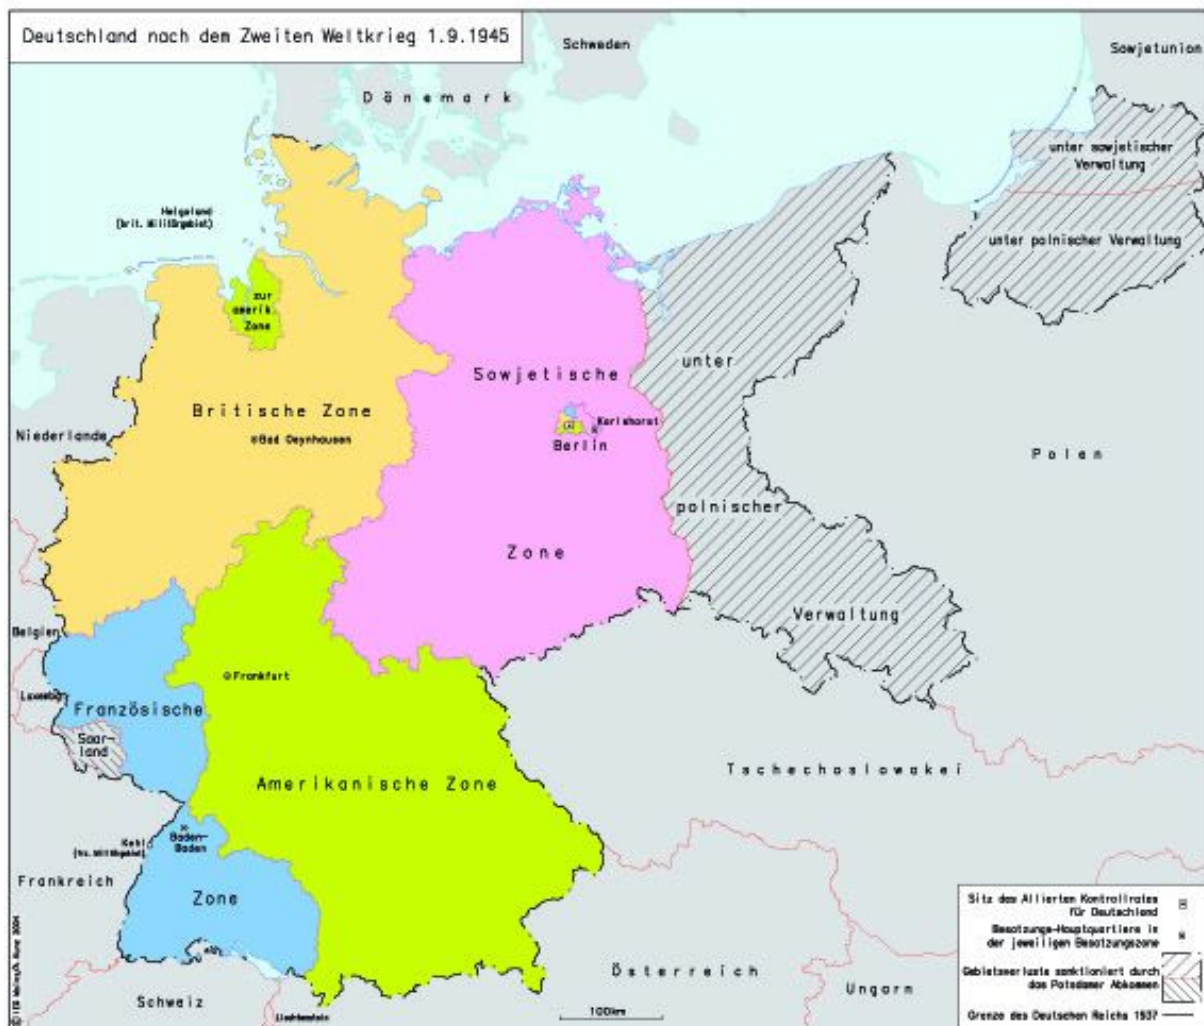 Deutschland nach dem Zweiten Weltkrieg 1.9.1945
Schweden
Sowjetunion
Dänemark
unter sowjetischer
Verwaltung
Helgoland
(brit. Militärgebiet)
unter polnischer Verwaltung
zur
amerik.
Zone
unter
Sowjetische
Britische Zone
Karlshorst
Niederlande
Bad Oeynhausen
Berlin
Polen
polnischer
Zone
Verwaltung
Belgien
Frankfurt
Luxembg.
Französische
Saar-
land
Tschechoslowakei
Amerikanische Zone
Baden-
Baden
Kehl
(frz. Militärgebiet)
Frankreich
Zone
Sitz des Allierten Kontrollrates
für Deutschland
Besatzungs-Hauptquartiere in
der jeweiligen Besatzungszone
Gebietsverluste sanktioniert durch
das Potsdamer Abkommen
Grenze des Deutschen Reichs 1937
Österreich
Ungarn
Schweiz
Liechtenstein
100km